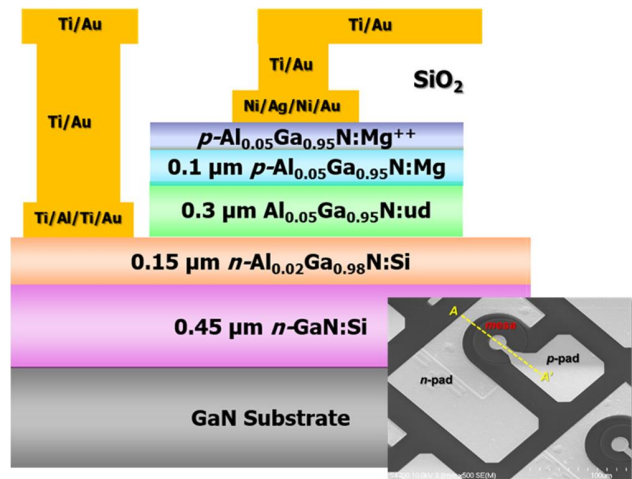 Ti/Au
Ti/Au
Ti/Au
Ti/Au
SiO₂
Ni/Ag/Ni/Au
p-Al₀.₀₅Ga₀.₉₅N:Mg⁺⁺
0.1 µm p-Al₀.₀₅Ga₀.₉₅N:Mg
Ti/Al/Ti/Au
0.3 µm Al₀.₀₅Ga₀.₉₅N:ud
0.15 µm n-Al₀.₀₂Ga₀.₉₈N:Si
0.45 µm n-GaN:Si
GaN Substrate
A
mesa
p-pad
n-pad
A'
100um